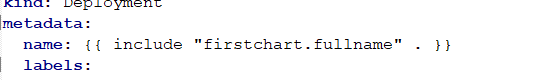 kind: Deployment
metadata:
  name: {{ include "firstchart.fullname" . }}
  labels: